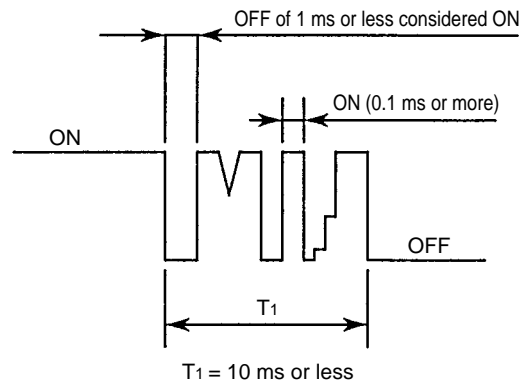 OFF of 1 ms or less considered ON
ON (0.1 ms or more)
ON
OFF
T1
T1 = 10 ms or less